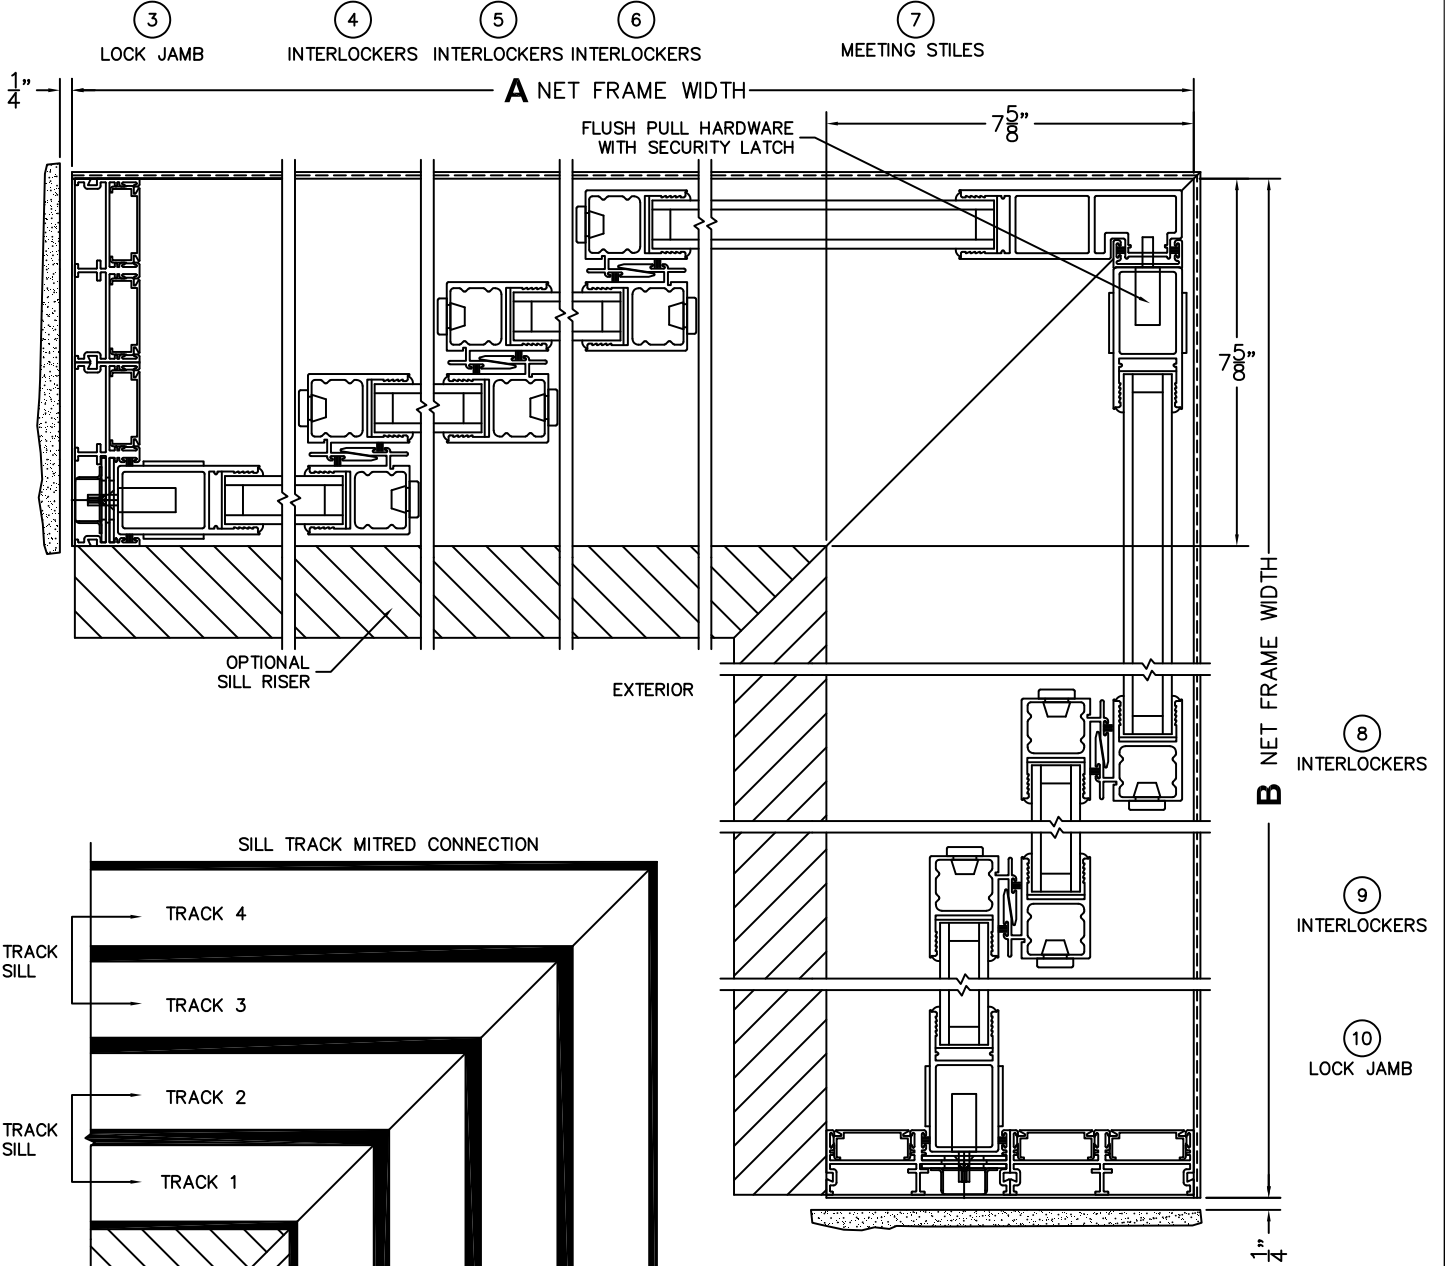 3
LOCK JAMB
4
INTERLOCKERS
5
INTERLOCKERS
6
INTERLOCKERS
7
MEETING STILES
1/4"
A NET FRAME WIDTH
7 5/8"
FLUSH PULL HARDWARE
WITH SECURITY LATCH
7 5/8"
OPTIONAL
SILL RISER
EXTERIOR
B NET FRAME WIDTH
8
INTERLOCKERS
9
INTERLOCKERS
10
LOCK JAMB
1/4"
SILL TRACK MITRED CONNECTION
TRACK 4
TRACK
SILL
TRACK 3
TRACK 2
TRACK
SILL
TRACK 1